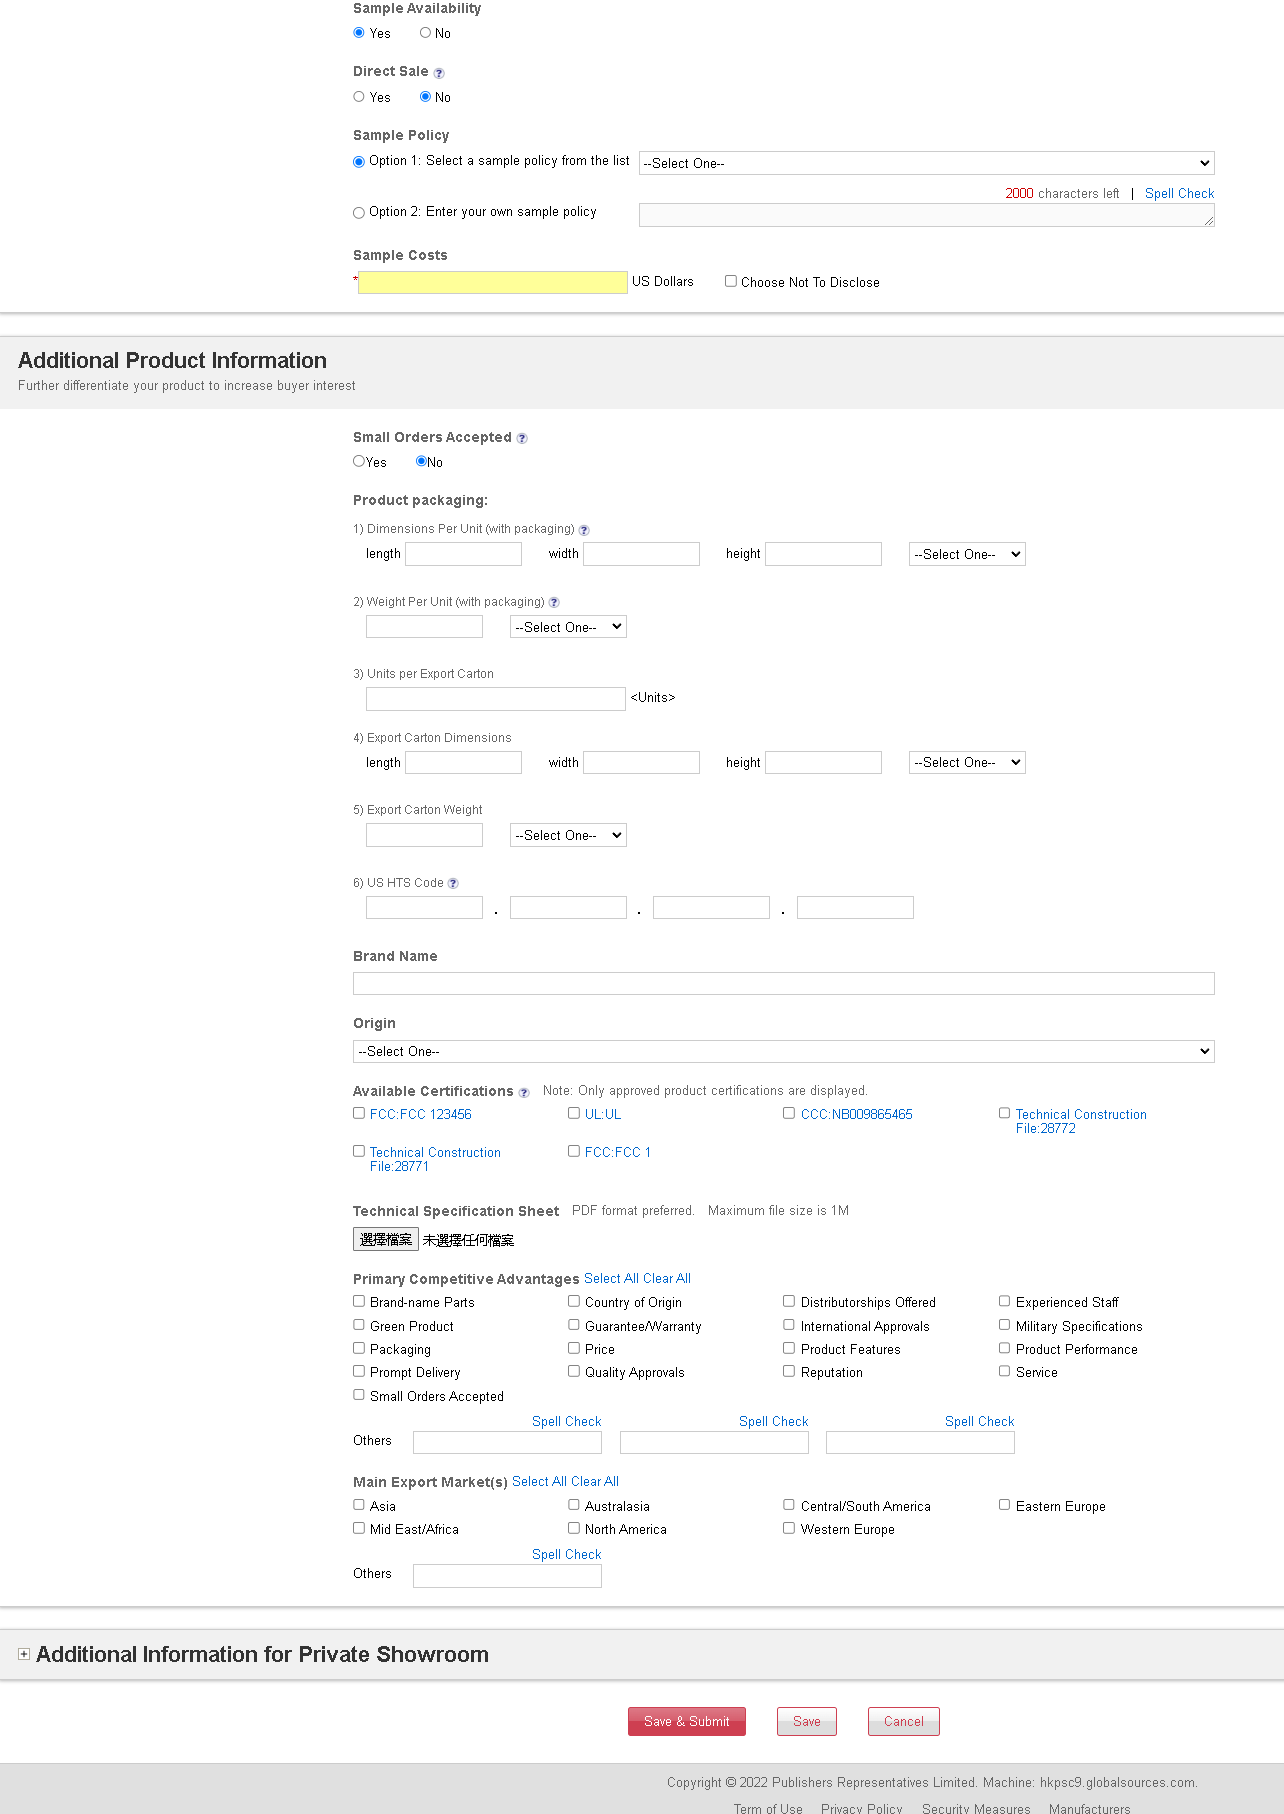 Sample Availability
Yes No
Direct Sale ?
Yes No
Sample Policy
Option 1: Select a sample policy from the list --Select One--
2000 characters left | Spell Check
Option 2: Enter your own sample policy
Sample Costs
* US Dollars Choose Not To Disclose
Additional Product Information
Further differentiate your product to increase buyer interest
Small Orders Accepted ?
Yes No
Product packaging:
1) Dimensions Per Unit (with packaging) ?
length width height --Select One--
2) Weight Per Unit (with packaging) ?
--Select One--
3) Units per Export Carton
<Units>
4) Export Carton Dimensions
length width height --Select One--
5) Export Carton Weight
--Select One--
6) US HTS Code ?
. . .
Brand Name
Origin
--Select One--
Available Certifications ? Note: Only approved product certifications are displayed.
FCC:FCC 123456 UL:UL CCC:NB009865465 Technical Construction
File:28772
Technical Construction FCC:FCC 1
File:28771
Technical Specification Sheet PDF format preferred. Maximum file size is 1M
選擇檔案 未選擇任何檔案
Primary Competitive Advantages Select All Clear All
Brand-name Parts Country of Origin Distributorships Offered Experienced Staff
Green Product Guarantee/Warranty International Approvals Military Specifications
Packaging Price Product Features Product Performance
Prompt Delivery Quality Approvals Reputation Service
Small Orders Accepted
Spell Check Spell Check Spell Check
Others
Main Export Market(s) Select All Clear All
Asia Australasia Central/South America Eastern Europe
Mid East/Africa North America Western Europe
Spell Check
Others
+ Additional Information for Private Showroom
Save & Submit Save Cancel
Copyright © 2022 Publishers Representatives Limited. Machine: hkpsc9.globalsources.com.
Term of Use Privacy Policy Security Measures Manufacturers